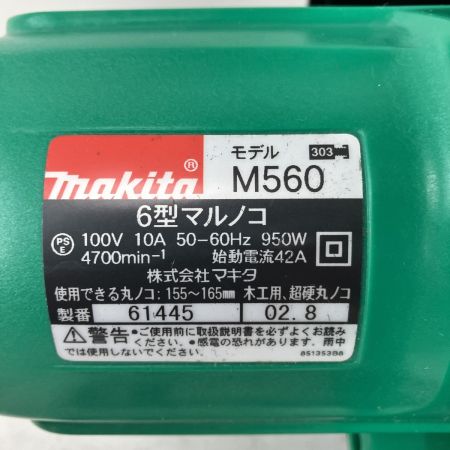 makita®
モデル 303
M560
6型マルノコ
PSE 100V 10A 50-60Hz 950W
4700min⁻¹ 始動電流42A
株式会社マキタ
使用できる丸ノコ:155~165㎜ 木工用、超硬丸ノコ
製番 61445 02.8
⚠警告 ●ご使用前に取扱説明書を必ずよくお読み
ください。●感電の恐れがあります。雨中
では使用しないでください。 851353B8